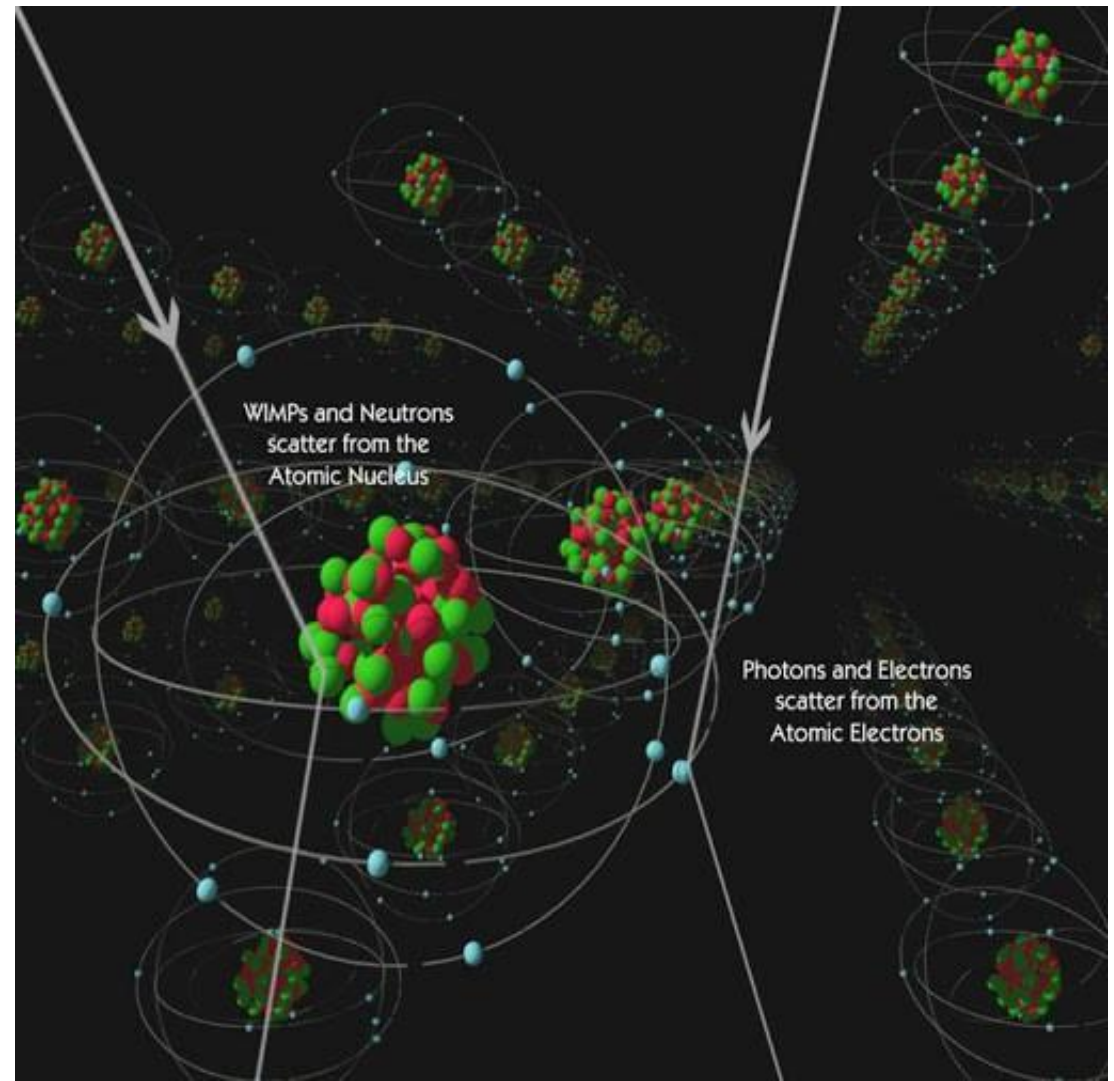 WIMPs and Neutrons
scatter from the
Atomic Nucleus
Photons and Electrons
scatter from the
Atomic Electrons